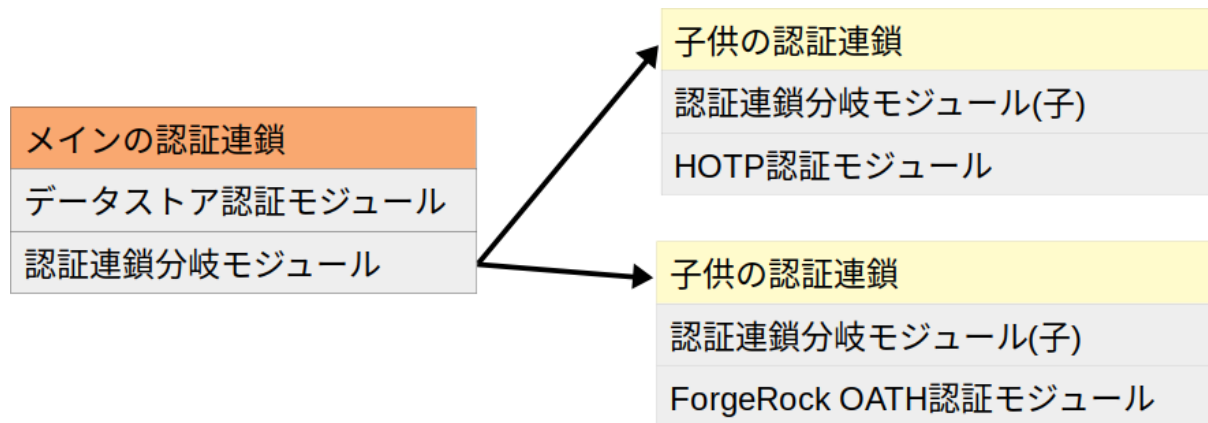 メインの認証連鎖
データストア認証モジュール
認証連鎖分岐モジュール
子供の認証連鎖
認証連鎖分岐モジュール(子)
HOTP認証モジュール
子供の認証連鎖
認証連鎖分岐モジュール(子)
ForgeRock OATH認証モジュール